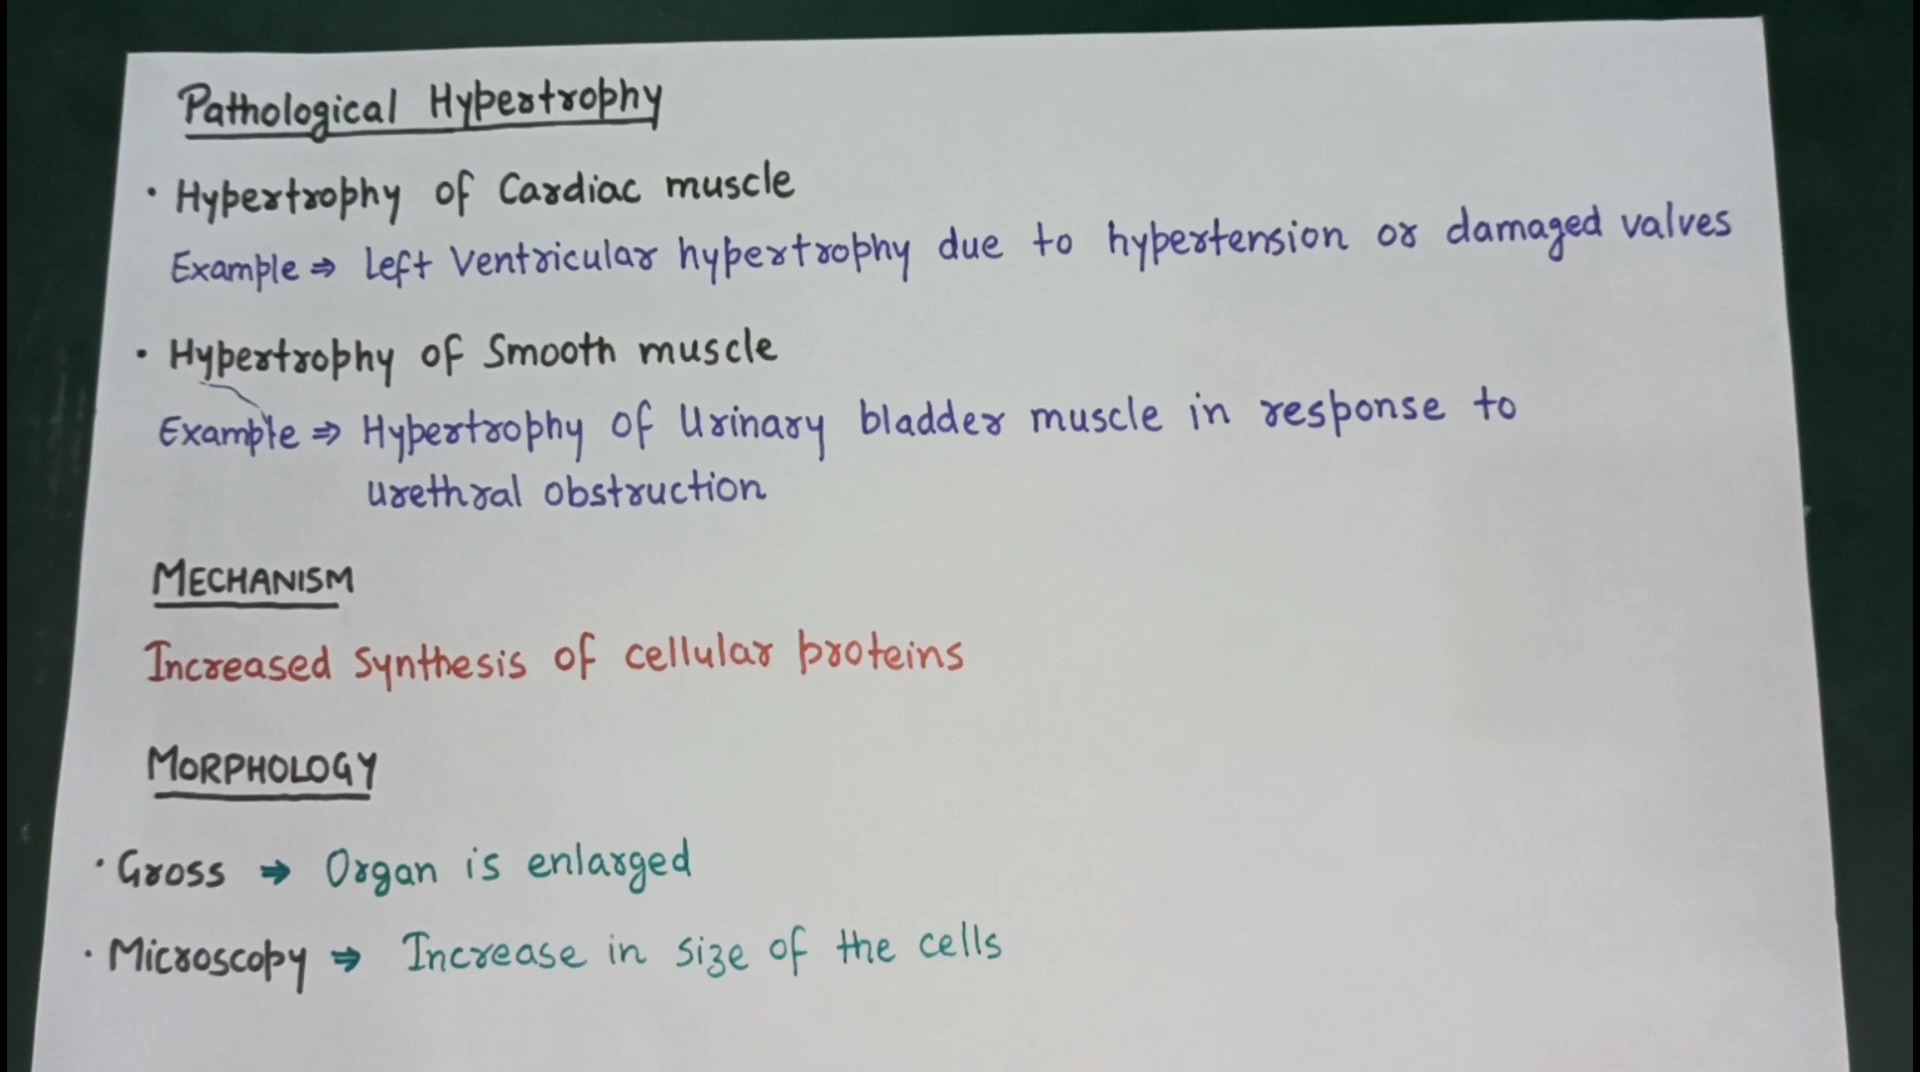 Pathological Hypertrophy
· Hypertrophy of Cardiac muscle
Example ⇒ Left Ventricular hypertrophy due to hypertension or damaged valves
· Hypertrophy of Smooth muscle
Example ⇒ Hypertrophy of Urinary bladder muscle in response to
urethral obstruction
MECHANISM
Increased synthesis of cellular proteins
MORPHOLOGY
· Gross ⇒ Organ is enlarged
· Microscopy ⇒ Increase in size of the cells